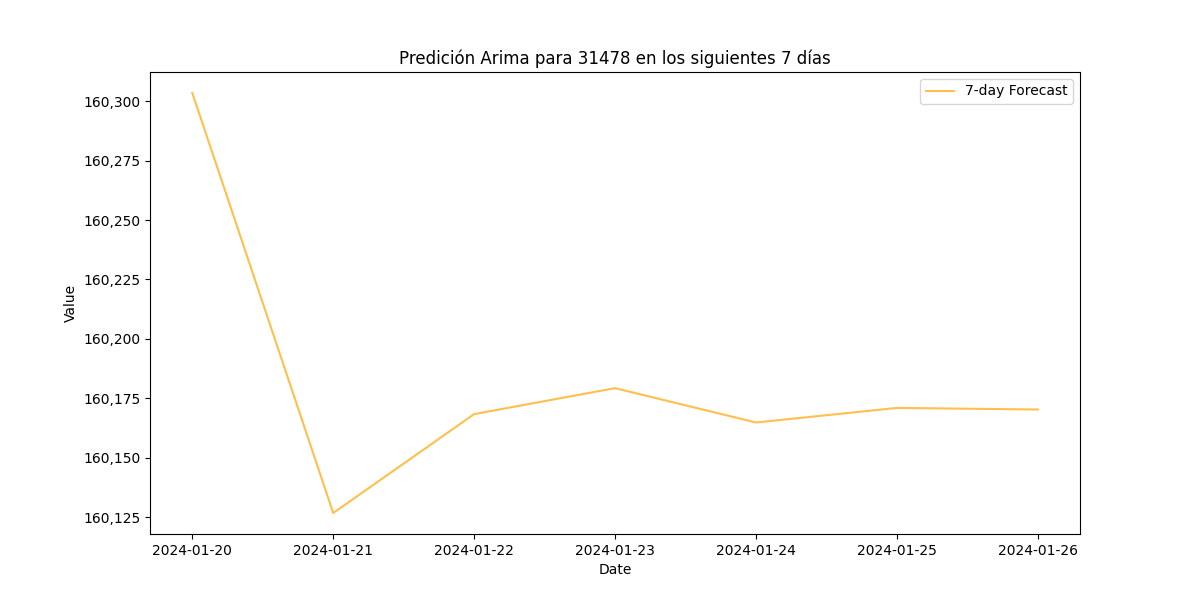 Predición Arima para 31478 en los siguientes 7 días
7-day Forecast
160,300
160,275
160,250
160,225
160,200
160,175
160,150
160,125
Value
2024-01-20 2024-01-21 2024-01-22 2024-01-23 2024-01-24 2024-01-25 2024-01-26
Date